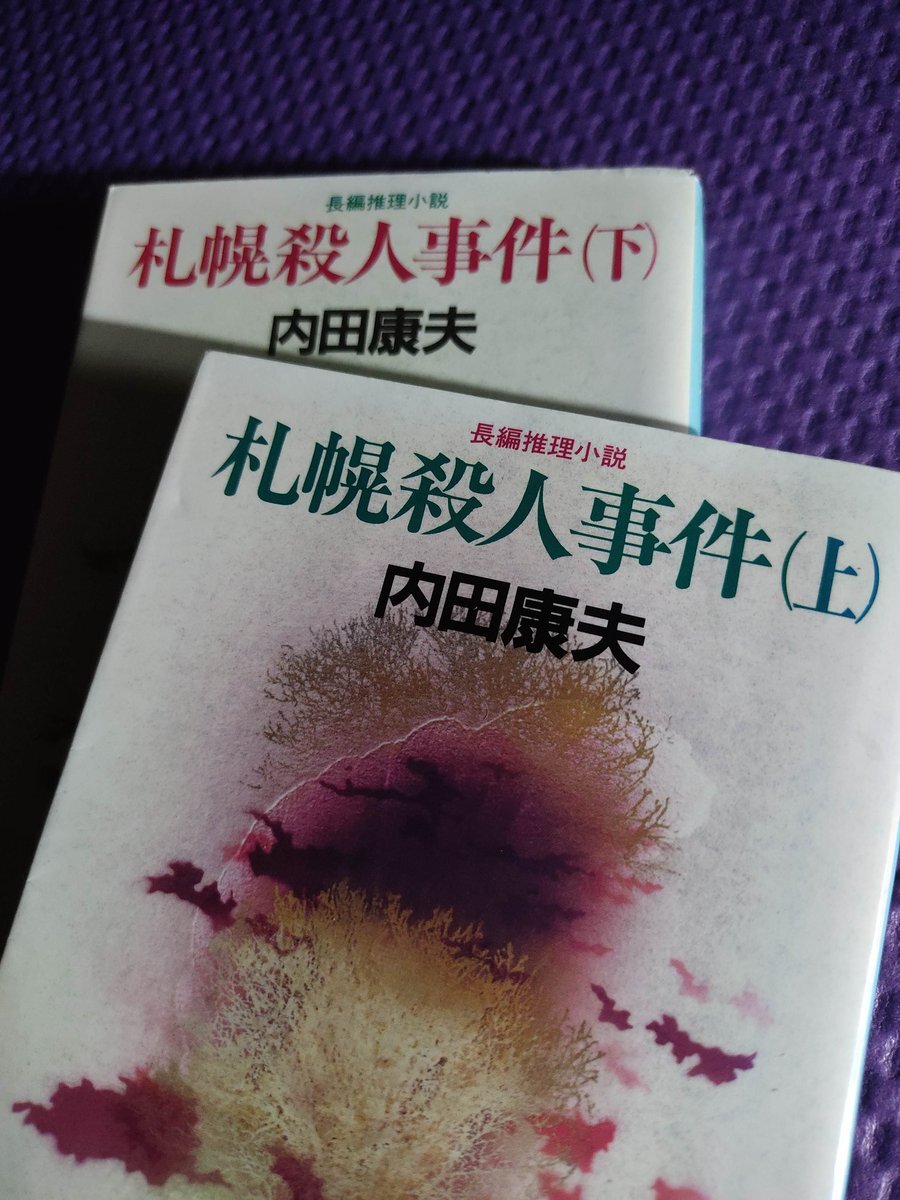 長編推理小説
札幌殺人事件(下)
内田康夫
長編推理小説
札幌殺人事件(上)
内田康夫